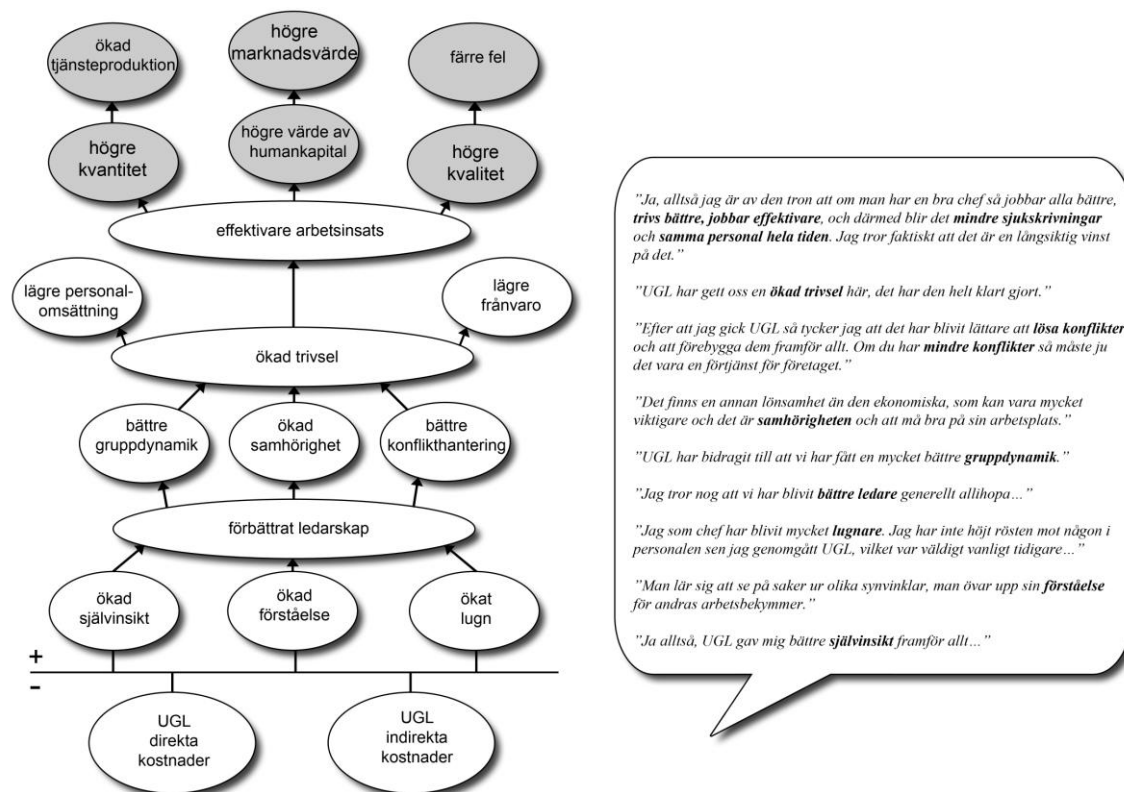 ökad
tjänsteproduktion
högre
marknadsvärde
färre fel
högre
kvantitet
högre värde av
humankapital
högre
kvalitet
effektivare arbetsinsats
lägre personal-
omsättning
lägre
frånvaro
ökad trivsel
bättre
gruppdynamik
ökad
samhörighet
bättre
konflikthantering
förbättrat ledarskap
ökad
självinsikt
ökad
förståelse
ökat
lugn
+
−
UGL
direkta
kostnader
UGL
indirekta
kostnader
”Ja, alltså jag är av den tron att om man har en bra chef så jobbar alla bättre,
trivs bättre, jobbar effektivare, och därmed blir det mindre sjukskrivningar
och samma personal hela tiden. Jag tror faktiskt att det är en långsiktig vinst
på det.”
”UGL har gett oss en ökad trivsel här, det har den helt klart gjort.”
”Efter att jag gick UGL så tycker jag att det har blivit lättare att lösa konflikter
och att förebygga dem framför allt. Om du har mindre konflikter så måste ju
det vara en förtjänst för företaget.”
”Det finns en annan lönsamhet än den ekonomiska, som kan vara mycket
viktigare och det är samhörigheten och att må bra på sin arbetsplats.”
”UGL har bidragit till att vi har fått en mycket bättre gruppdynamik.”
”Jag tror nog att vi har blivit bättre ledare generellt allihopa…”
”Jag som chef har blivit mycket lugnare. Jag har inte höjt rösten mot någon i
personalen sen jag genomgått UGL, vilket var väldigt vanligt tidigare…”
”Man lär sig att se på saker ur olika synvinklar, man övar upp sin förståelse
för andras arbetsbekymmer.”
”Ja alltså, UGL gav mig bättre självinsikt framför allt…”